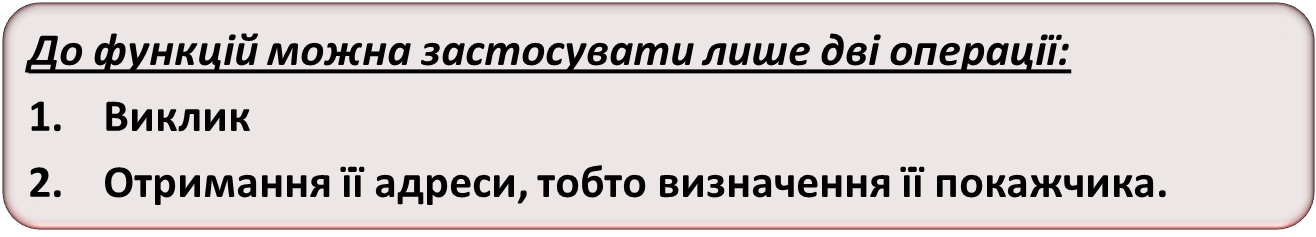 До функцій можна застосувати лише дві операції:
1. Виклик
2. Отримання її адреси, тобто визначення її покажчика.